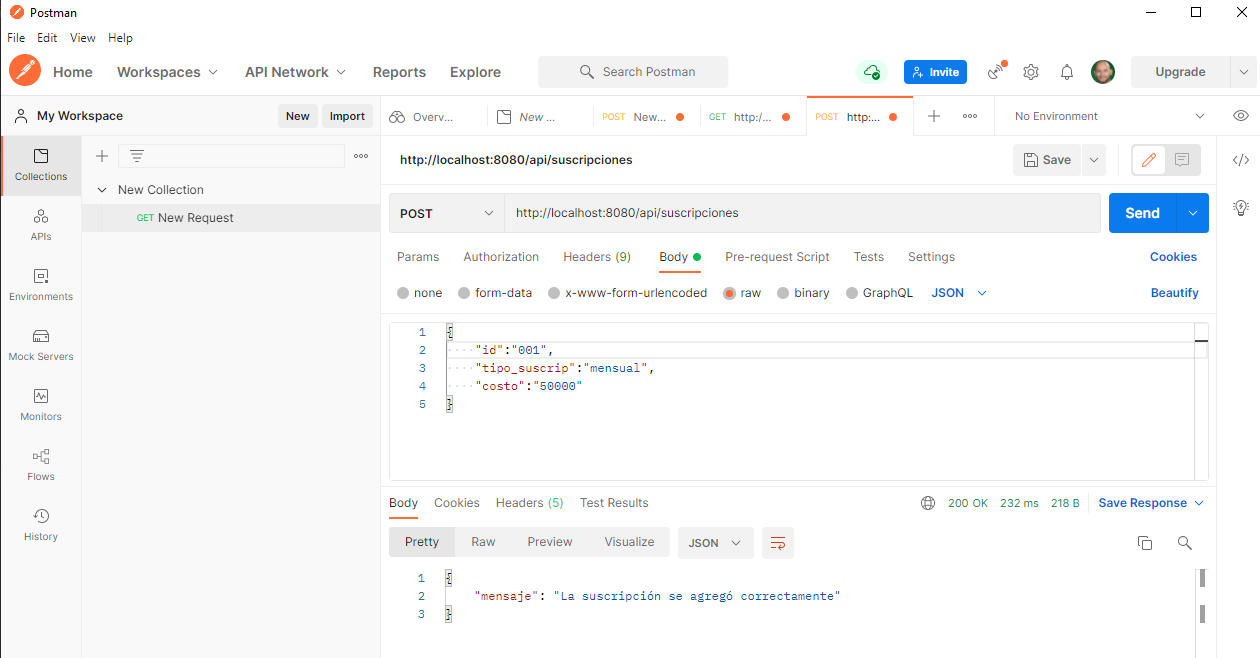 Postman
File Edit View Help
Home Workspaces API Network Reports Explore Search Postman Invite Upgrade
My Workspace New Import Overv... New ... POST New... GET http:/... POST http:... No Environment
Collections
APIs
Environments
Mock Servers
Monitors
Flows
History
New Collection
GET New Request
http://localhost:8080/api/suscripciones Save
POST http://localhost:8080/api/suscripciones Send
Params Authorization Headers (9) Body Pre-request Script Tests Settings Cookies
none form-data x-www-form-urlencoded raw binary GraphQL JSON Beautify
1 {
2 "id":"001",
3 "tipo_suscrip":"mensual",
4 "costo":"50000"
5 }
Body Cookies Headers (5) Test Results 200 OK 232 ms 218 B Save Response
Pretty Raw Preview Visualize JSON
1 {
2 "mensaje": "La suscripción se agregó correctamente"
3 }